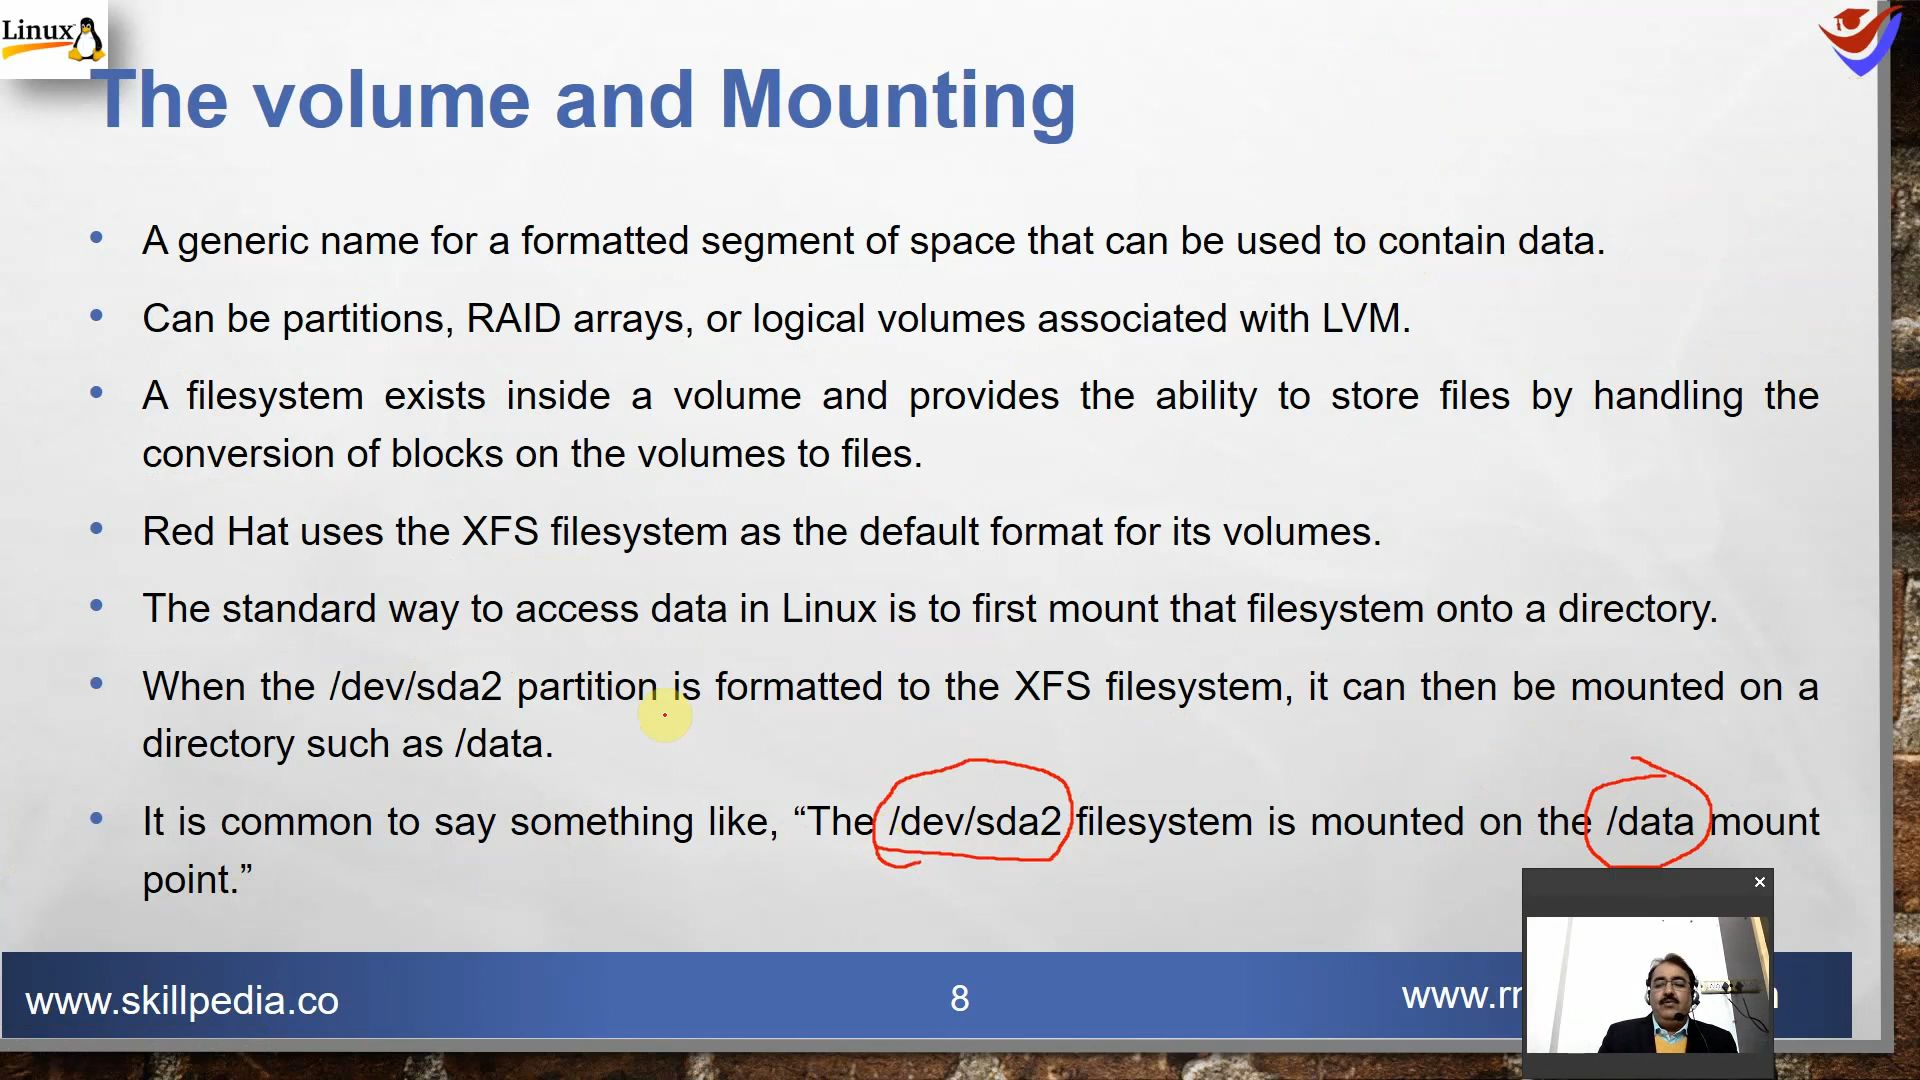 Linux
The volume and Mounting
• A generic name for a formatted segment of space that can be used to contain data.
• Can be partitions, RAID arrays, or logical volumes associated with LVM.
• A filesystem exists inside a volume and provides the ability to store files by handling the
conversion of blocks on the volumes to files.
• Red Hat uses the XFS filesystem as the default format for its volumes.
• The standard way to access data in Linux is to first mount that filesystem onto a directory.
• When the /dev/sda2 partition is formatted to the XFS filesystem, it can then be mounted on a
directory such as /data.
• It is common to say something like, “The /dev/sda2 filesystem is mounted on the /data mount
point.”
www.skillpedia.co
8